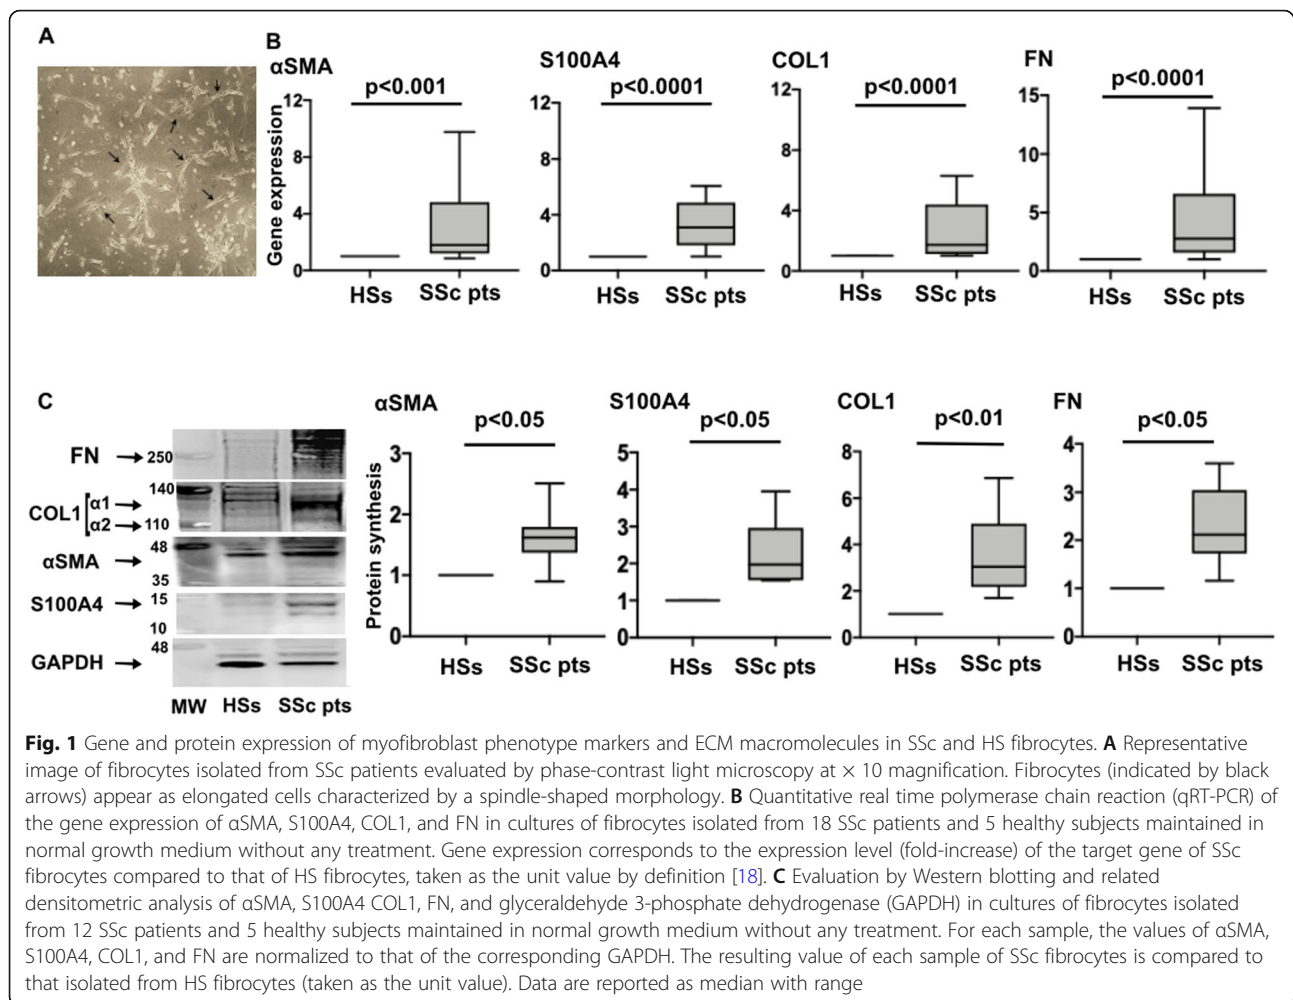 A
B
αSMA
S100A4
COL1
FN
p<0.001
p<0.0001
p<0.0001
p<0.0001
Gene expression
12
8
4
0
12
8
4
0
12
8
4
0
15
10
5
0
HSs SSc pts
HSs SSc pts
HSs SSc pts
HSs SSc pts
C
FN
250
COL1
α1
α2
140
110
αSMA
48
35
S100A4
15
10
GAPDH
48
MW HSs SSc pts
αSMA
S100A4
COL1
FN
p<0.05
p<0.05
p<0.01
p<0.05
Protein synthesis
3
2
1
0
5
4
3
2
1
0
8
6
4
2
0
4
3
2
1
0
HSs SSc pts
HSs SSc pts
HSs SSc pts
HSs SSc pts
Fig. 1 Gene and protein expression of myofibroblast phenotype markers and ECM macromolecules in SSc and HS fibrocytes. A Representative
image of fibrocytes isolated from SSc patients evaluated by phase-contrast light microscopy at × 10 magnification. Fibrocytes (indicated by black
arrows) appear as elongated cells characterized by a spindle-shaped morphology. B Quantitative real time polymerase chain reaction (qRT-PCR) of
the gene expression of αSMA, S100A4, COL1, and FN in cultures of fibrocytes isolated from 18 SSc patients and 5 healthy subjects maintained in
normal growth medium without any treatment. Gene expression corresponds to the expression level (fold-increase) of the target gene of SSc
fibrocytes compared to that of HS fibrocytes, taken as the unit value by definition [18]. C Evaluation by Western blotting and related
densitometric analysis of αSMA, S100A4 COL1, FN, and glyceraldehyde 3-phosphate dehydrogenase (GAPDH) in cultures of fibrocytes isolated
from 12 SSc patients and 5 healthy subjects maintained in normal growth medium without any treatment. For each sample, the values of αSMA,
S100A4, COL1, and FN are normalized to that of the corresponding GAPDH. The resulting value of each sample of SSc fibrocytes is compared to
that isolated from HS fibrocytes (taken as the unit value). Data are reported as median with range